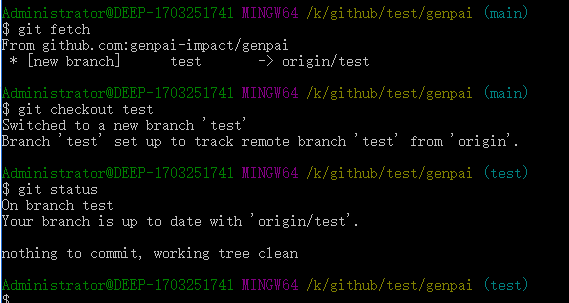 Administrator@DEEP-1703251741 MINGW64 /k/github/test/genpai (main)
$ git fetch
From github.com:genpai-impact/genpai
 * [new branch]      test       -> origin/test
Administrator@DEEP-1703251741 MINGW64 /k/github/test/genpai (main)
$ git checkout test
Switched to a new branch 'test'
Branch 'test' set up to track remote branch 'test' from 'origin'.
Administrator@DEEP-1703251741 MINGW64 /k/github/test/genpai (test)
$ git status
On branch test
Your branch is up to date with 'origin/test'.
nothing to commit, working tree clean
Administrator@DEEP-1703251741 MINGW64 /k/github/test/genpai (test)
$